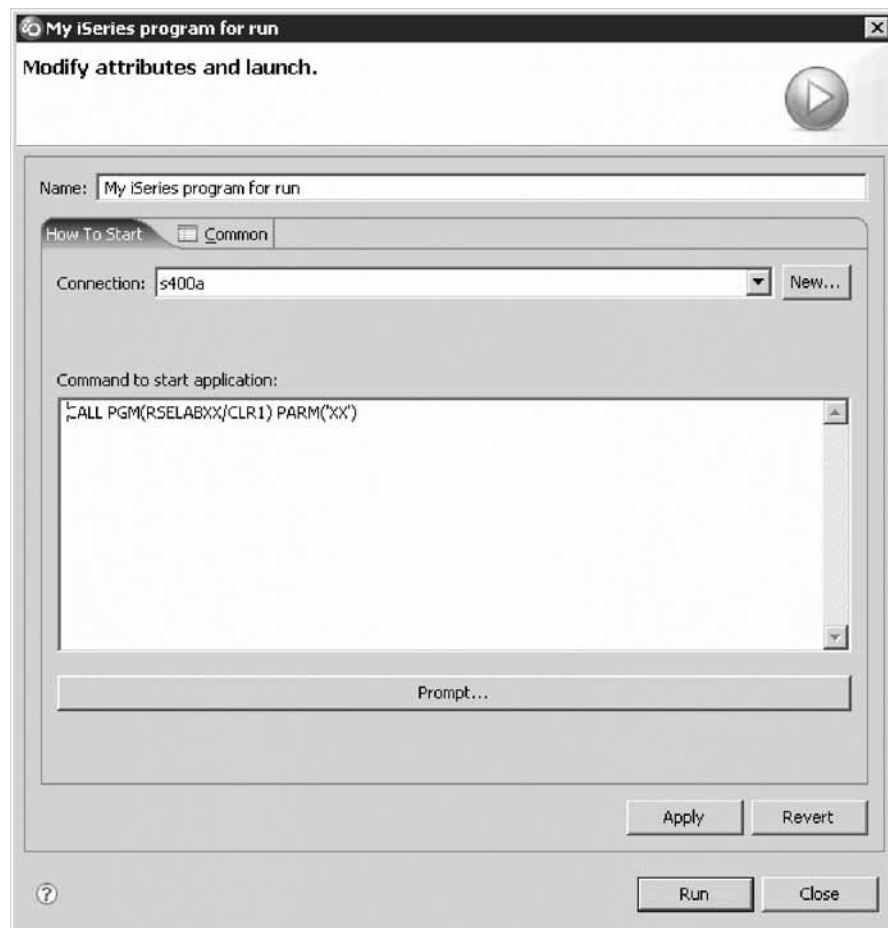 My iSeries program for run
Modify attributes and launch.
Name: My iSeries program for run
How To Start Common
Connection: s400a New...
Command to start application:
CALL PGM(RSELABXX/CLR1) PARM('XX')
Prompt...
Apply Revert
? Run Close